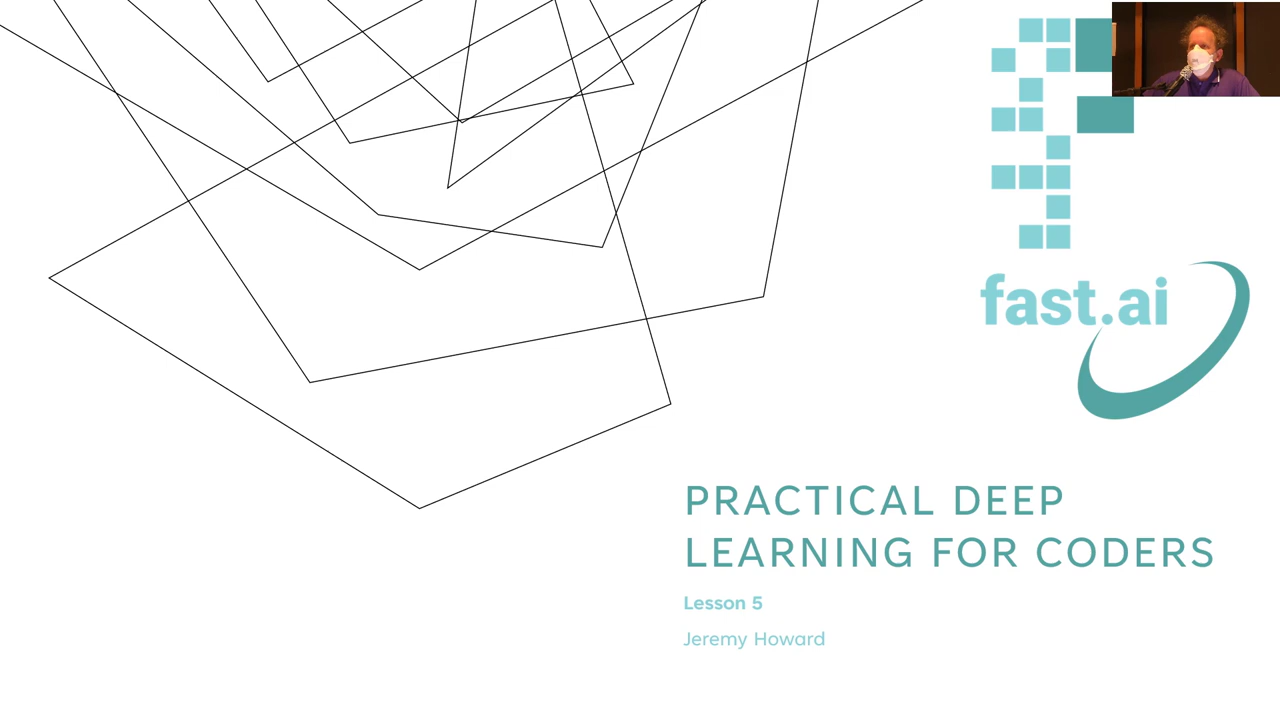 fast.ai
PRACTICAL DEEP
LEARNING FOR CODERS
Lesson 5
Jeremy Howard